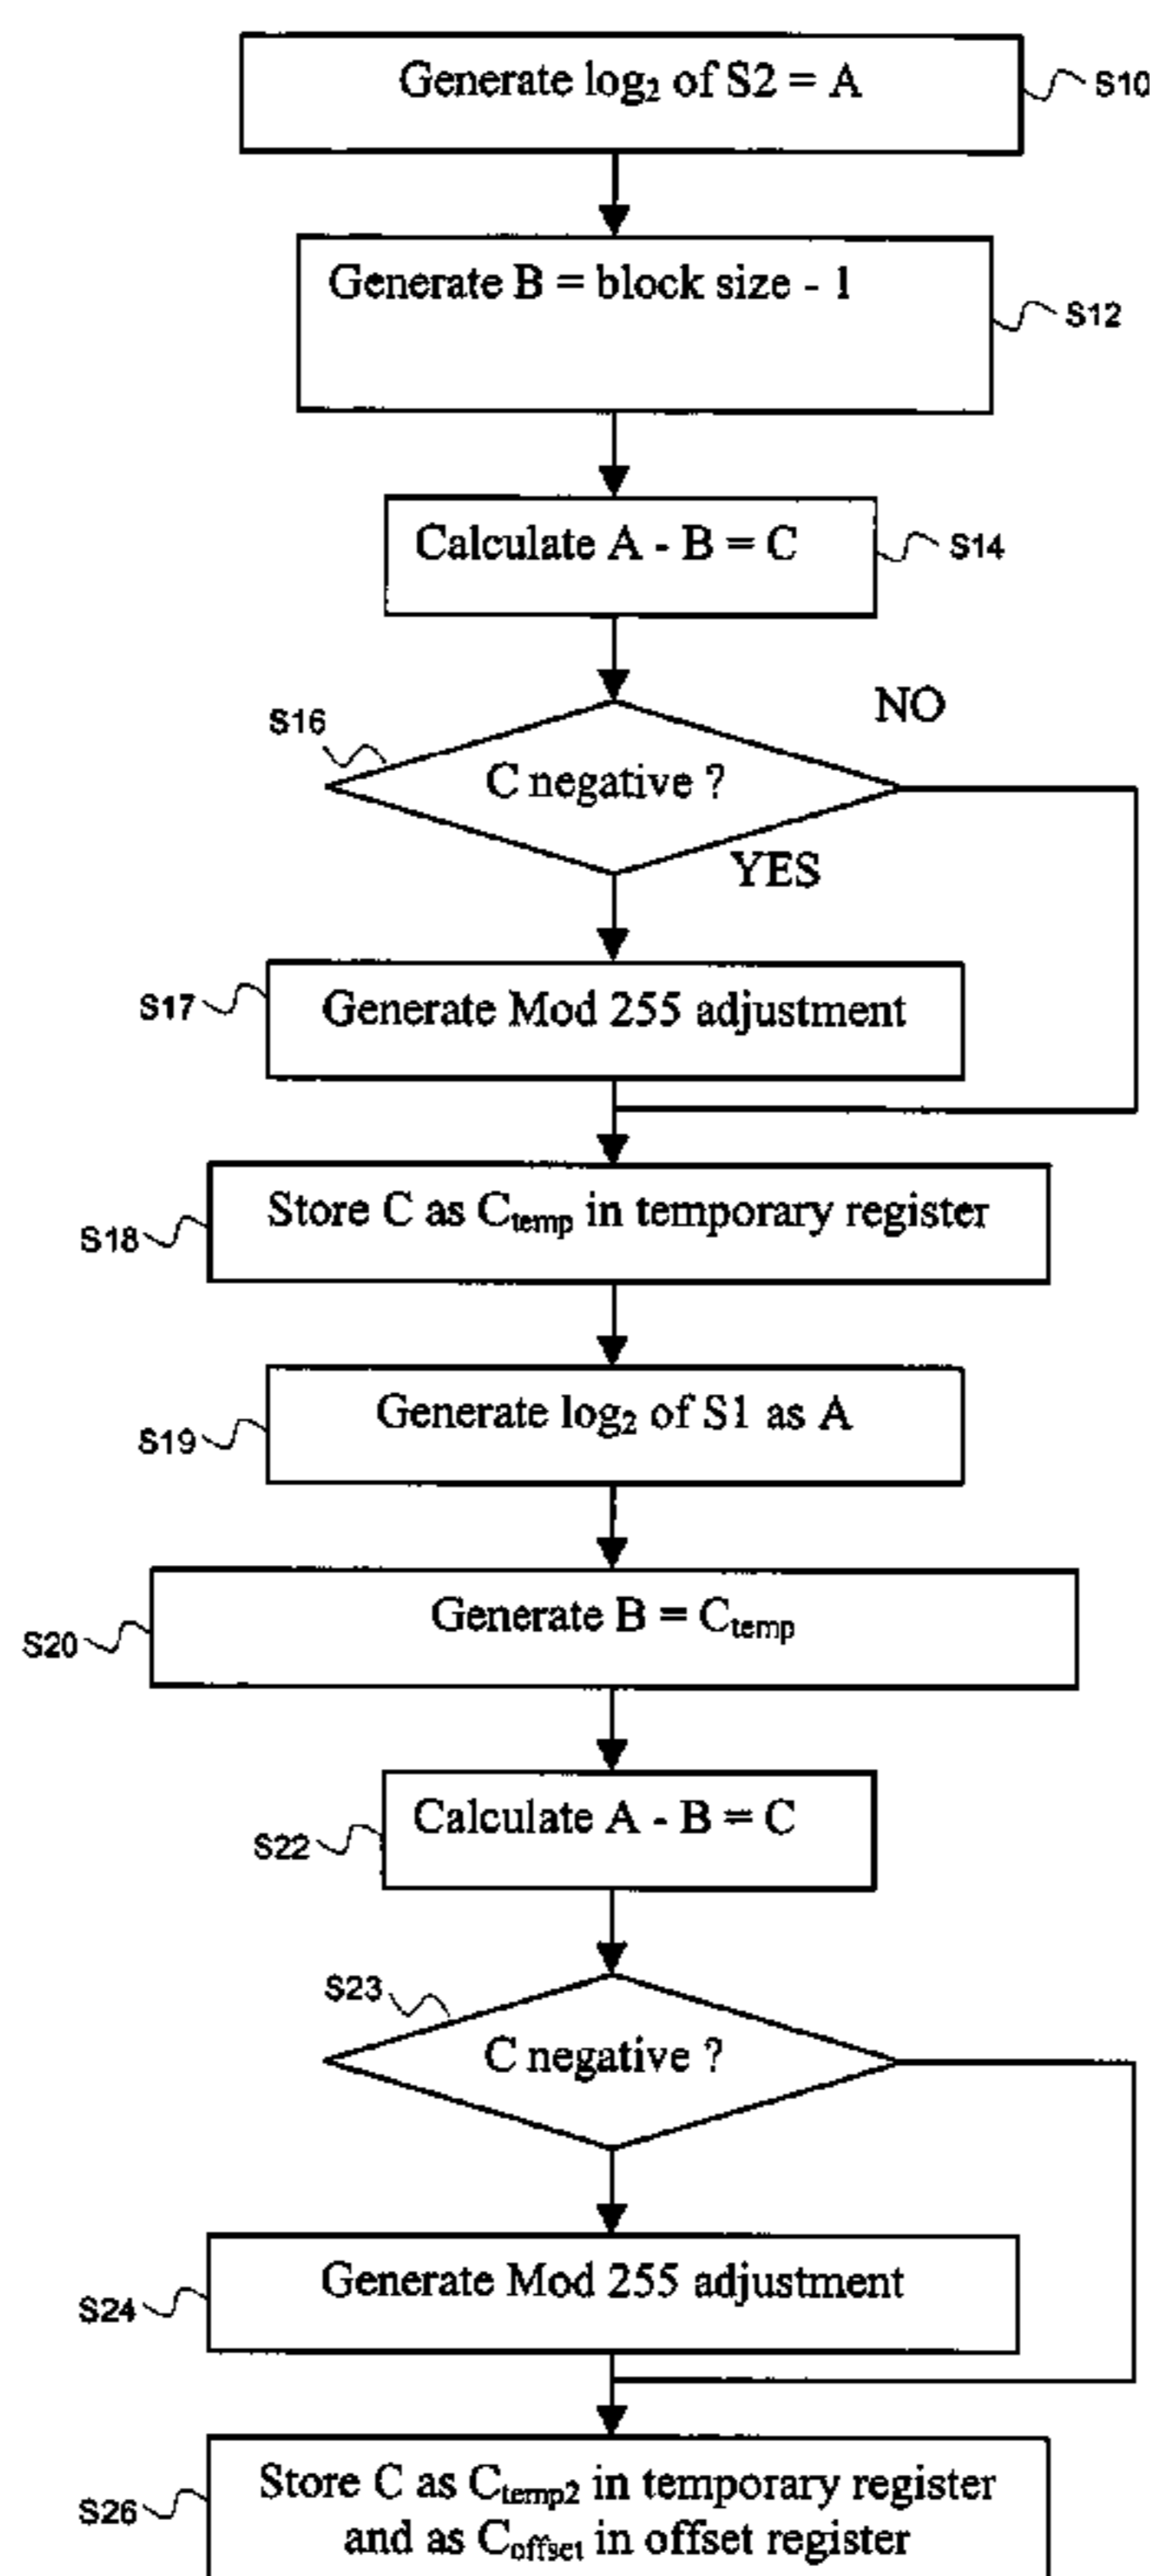 Generate log₂ of S2 = A
S10
Generate B = block size - 1
S12
Calculate A - B = C
S14
S16
NO
C negative ?
YES
S17
Generate Mod 255 adjustment
S18
Store C as Cₜₑₘₚ in temporary register
S19
Generate log₂ of S1 as A
S20
Generate B = Cₜₑₘₚ
S22
Calculate A - B = C
S23
C negative ?
S24
Generate Mod 255 adjustment
S26
Store C as Cₜₑₘₚ₂ in temporary register
and as C_offset in offset register